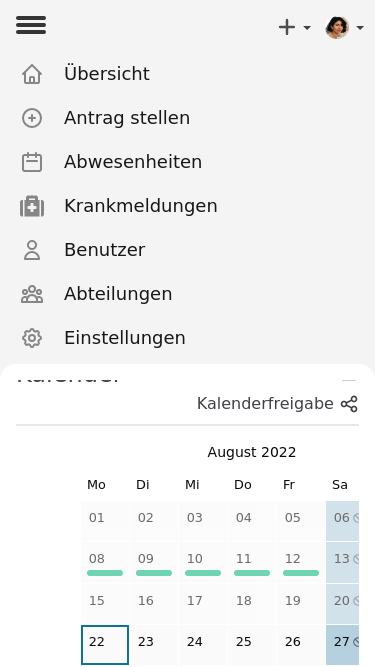 Übersicht
Antrag stellen
Abwesenheiten
Krankmeldungen
Benutzer
Abteilungen
Einstellungen
Kalenderfreigabe
August 2022
Mo Di Mi Do Fr Sa
01 02 03 04 05 06
08 09 10 11 12 13
15 16 17 18 19 20
22 23 24 25 26 27